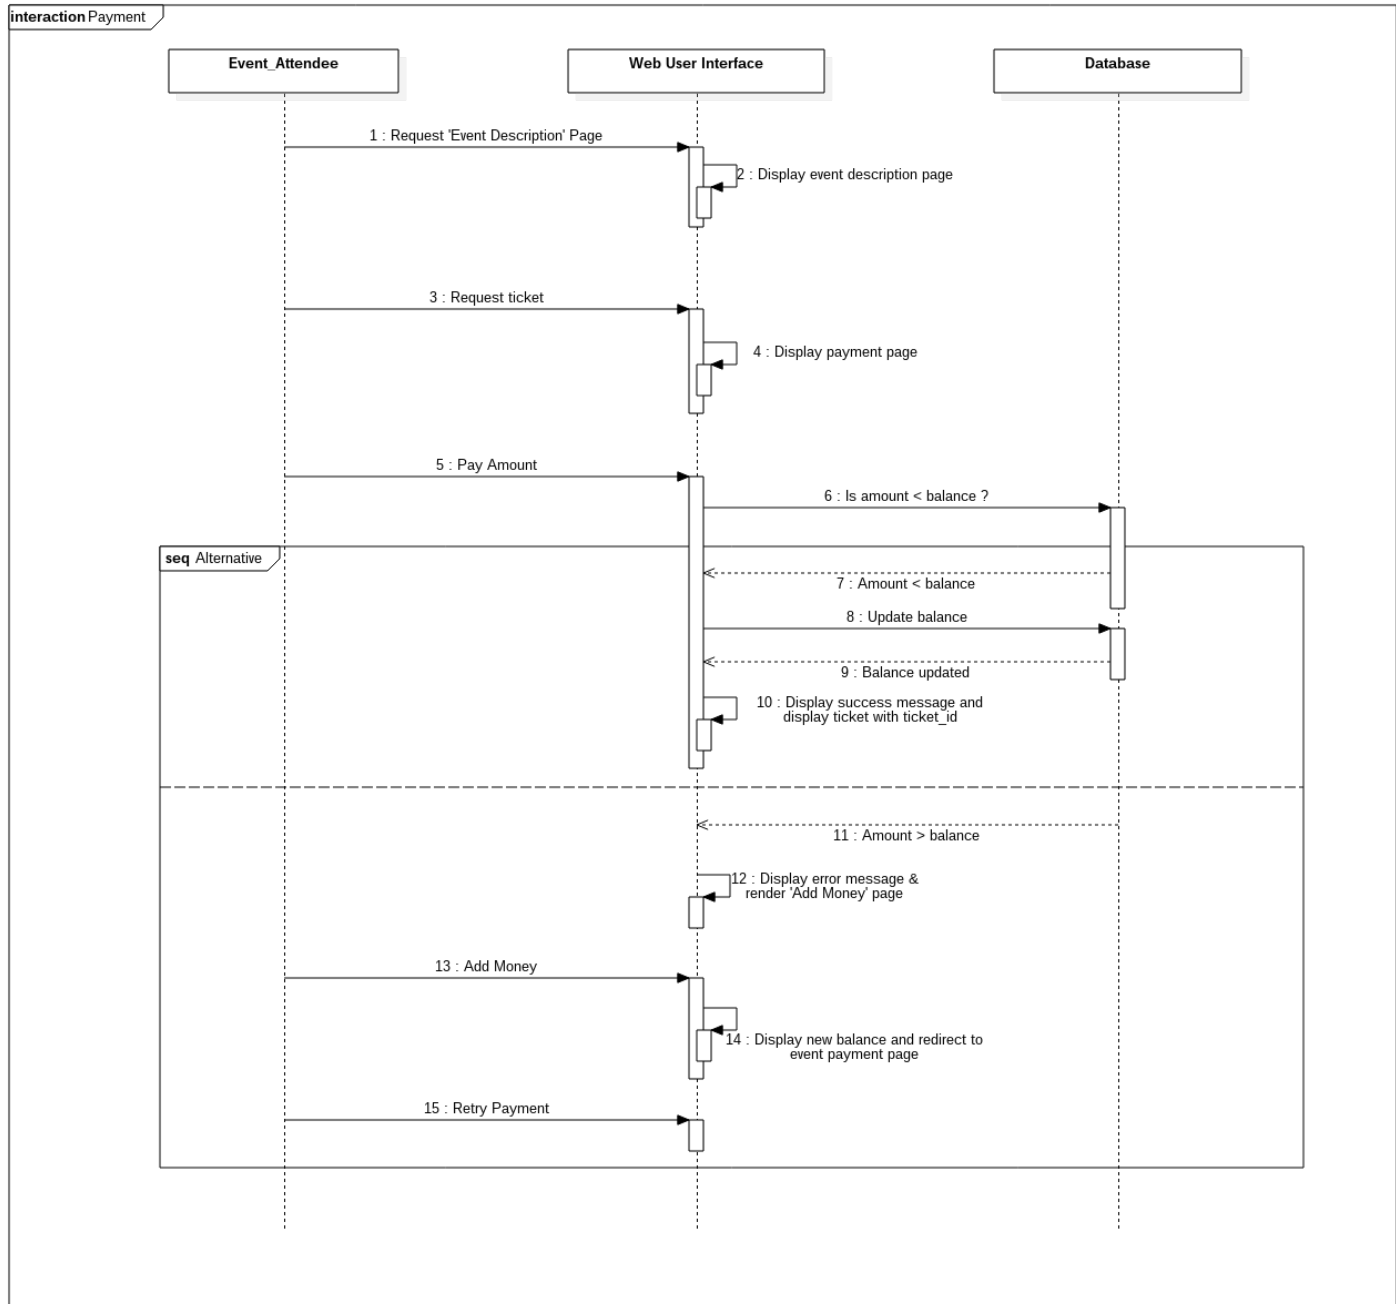 interaction Payment
Event_Attendee
Web User Interface
Database
1 : Request 'Event Description' Page
2 : Display event description page
3 : Request ticket
4 : Display payment page
5 : Pay Amount
6 : Is amount < balance ?
seq Alternative
7 : Amount < balance
8 : Update balance
9 : Balance updated
10 : Display success message and
display ticket with ticket_id
11 : Amount > balance
12 : Display error message &
render 'Add Money' page
13 : Add Money
14 : Display new balance and redirect to
event payment page
15 : Retry Payment